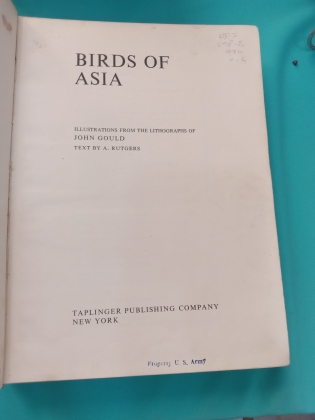 BIRDS OF
ASIA
ILLUSTRATIONS FROM THE LITHOGRAPHS OF
JOHN GOULD
TEXT BY A. RUTGERS
TAPLINGER PUBLISHING COMPANY
NEW YORK
Property U S Army